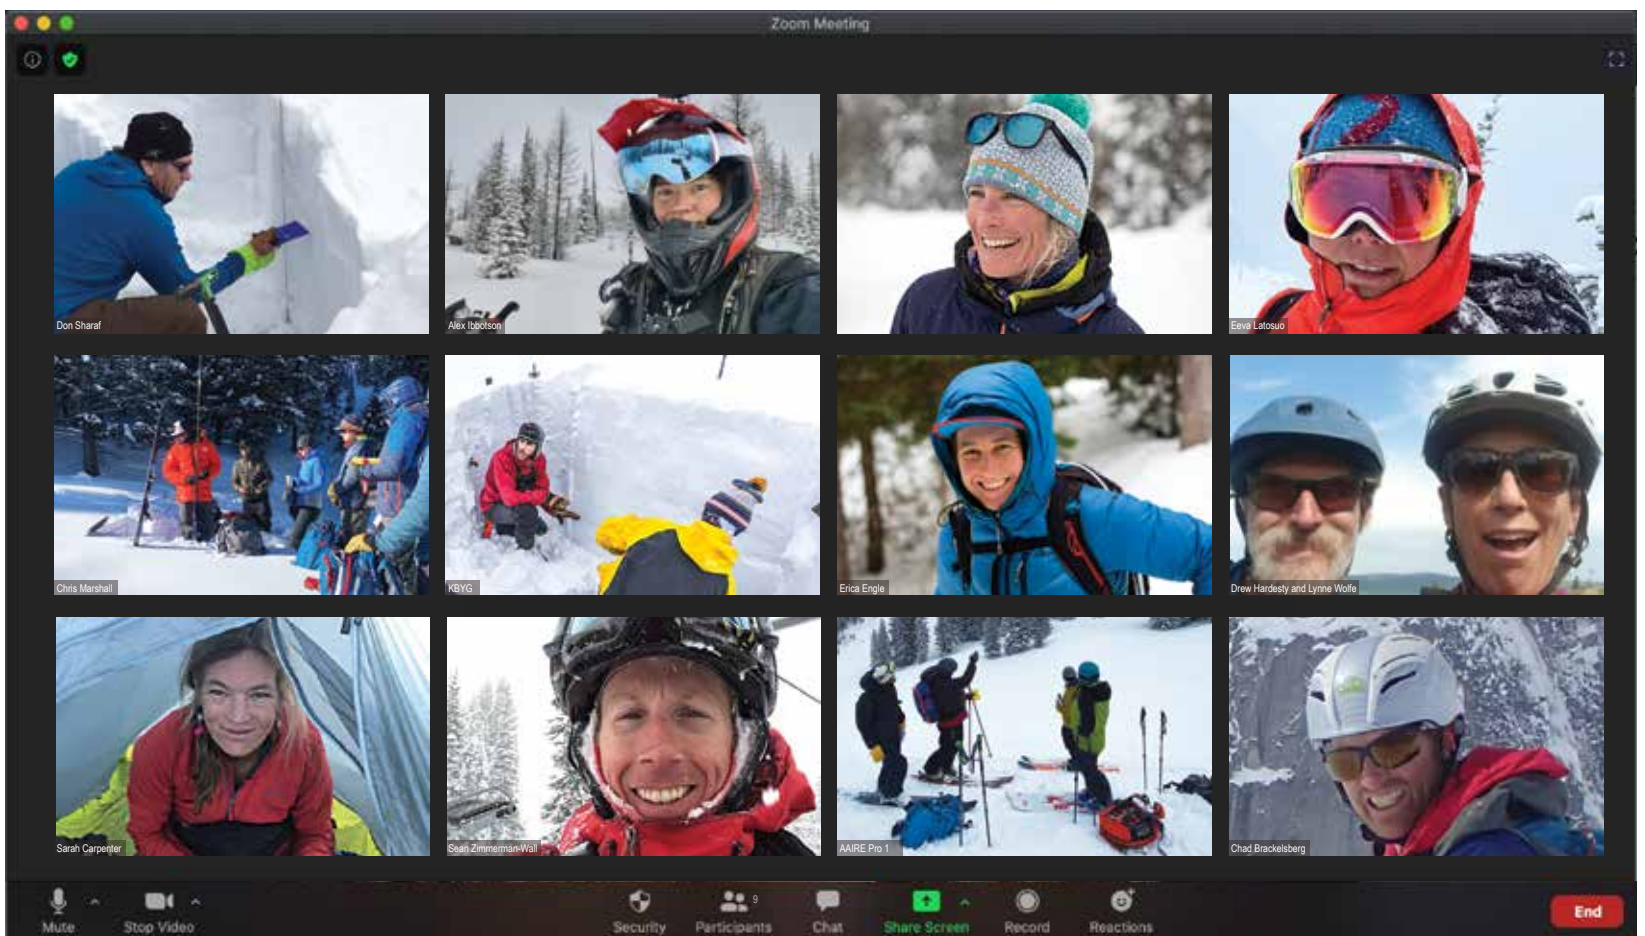 Zoom Meeting
Don Sharaf
Alex Ibbotson
Eeva Latosuo
Chris Marshall
KBYG
Erica Engle
Drew Hardesty and Lynne Wolfe
Sarah Carpenter
Sean Zimmerman-Wall
AAIRE Pro 1
Chad Brackelsberg
Mute
Stop Video
Security
Participants
9
Chat
Share Screen
Record
Reactions
End